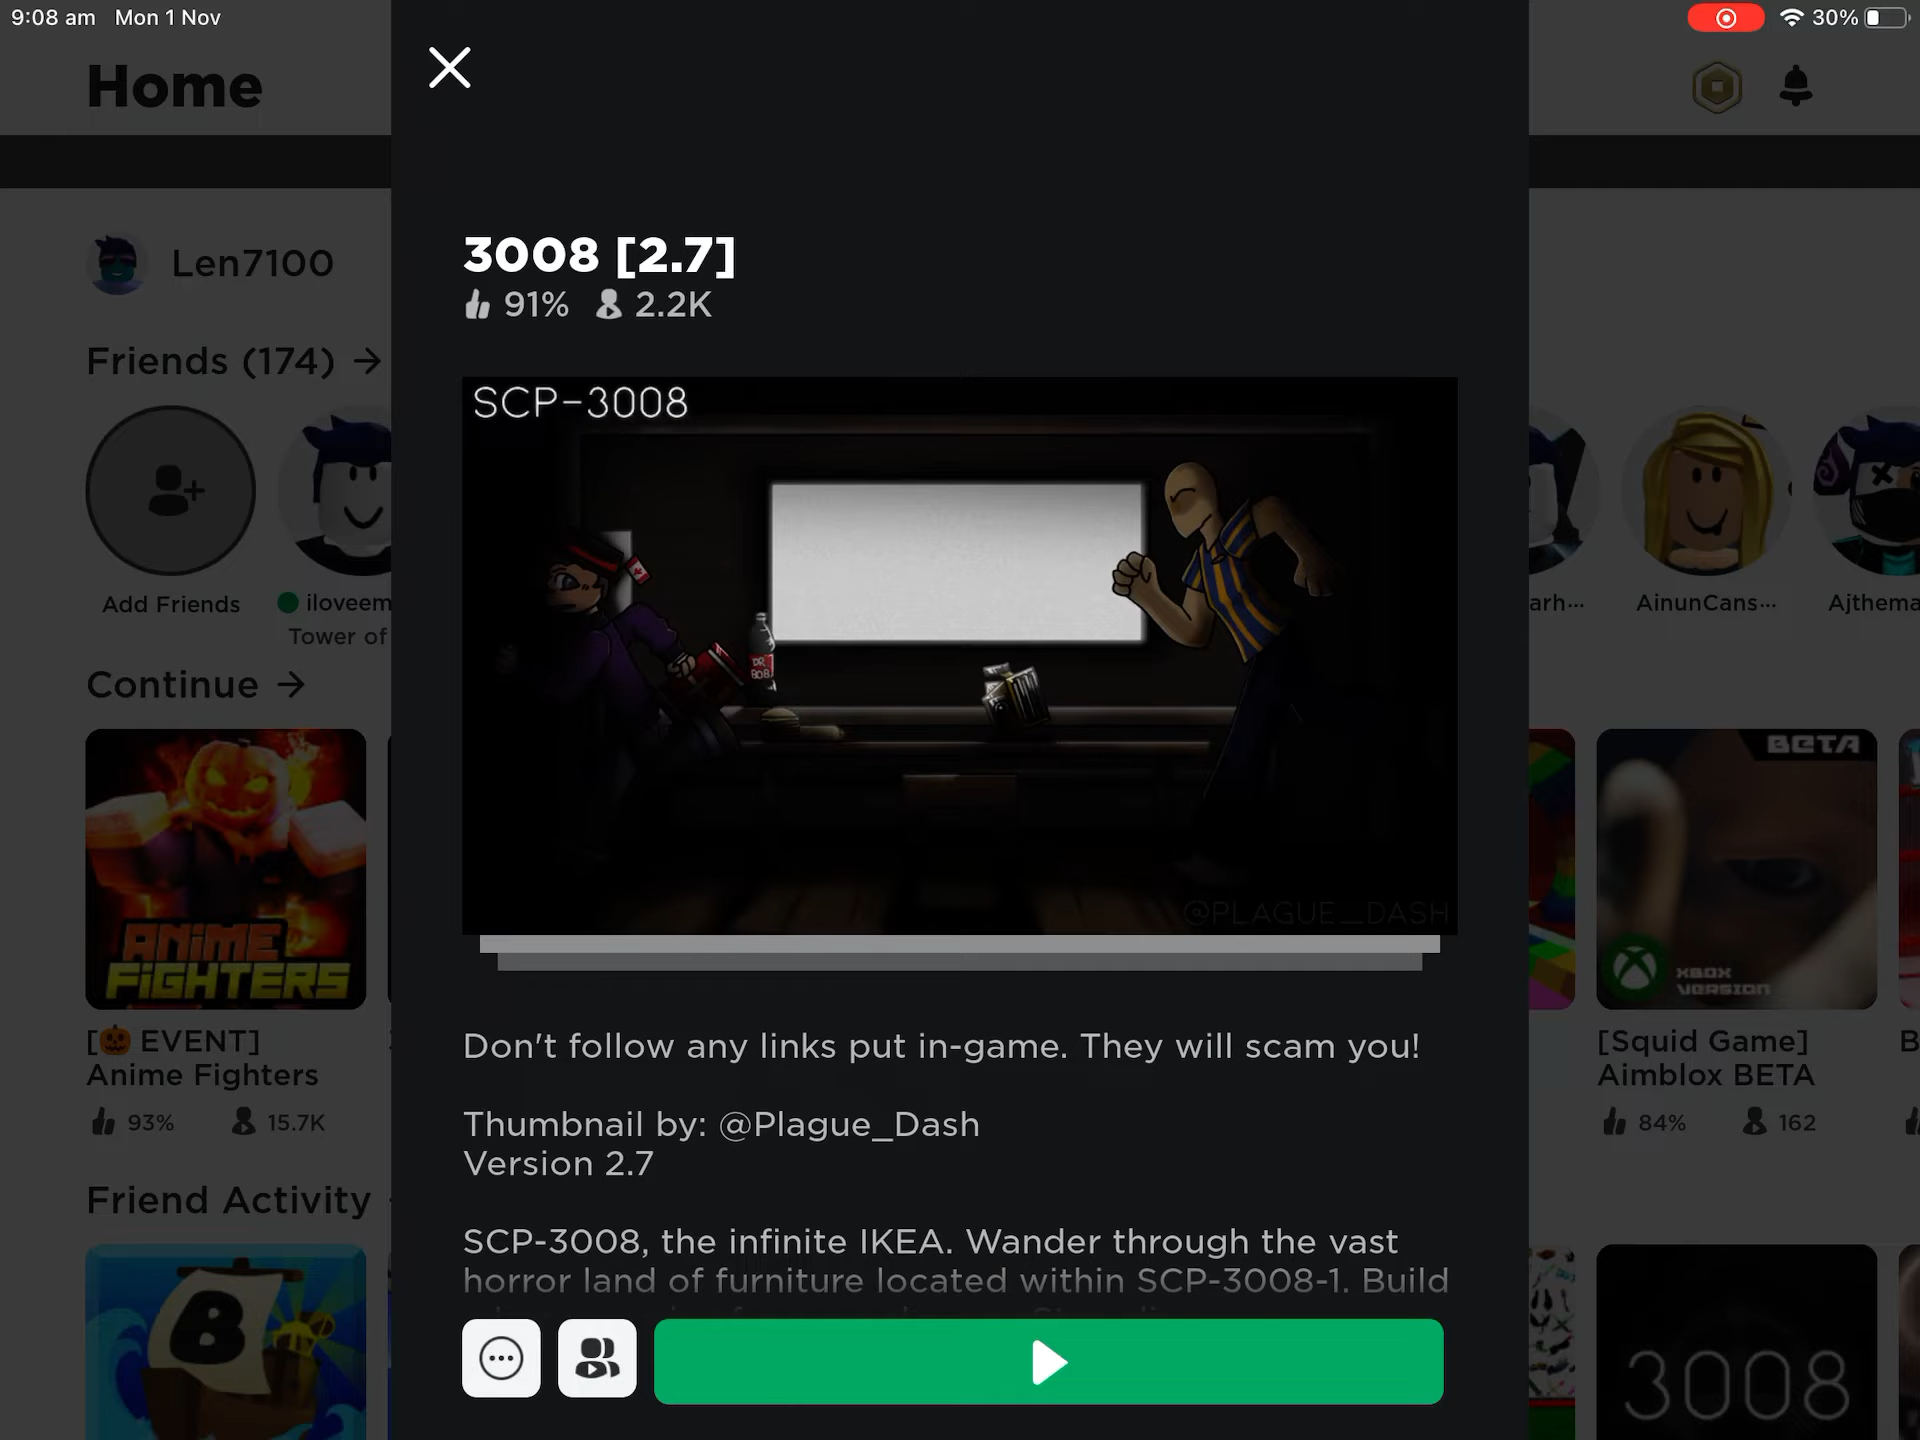 9:08 am Mon 1 Nov
30%
Home
3008 [2.7]
91% 2.2K
Len7100
Friends (174) →
SCP-3008
DR
BOB
@PLAGUE_DASH
Add Friends
iloveem
Tower of
arh...
AinunCans...
Ajthema
Continue →
ANIME
FIGHTERS
[🎃 EVENT]
Anime Fighters
93% 15.7K
BETA
XBOX
VERSION
[Squid Game]
Aimblox BETA
84% 162
B
Don't follow any links put in-game. They will scam you!
Thumbnail by: @Plague_Dash
Version 2.7
SCP-3008, the infinite IKEA. Wander through the vast
horror land of furniture located within SCP-3008-1. Build
Friend Activity
B
3008